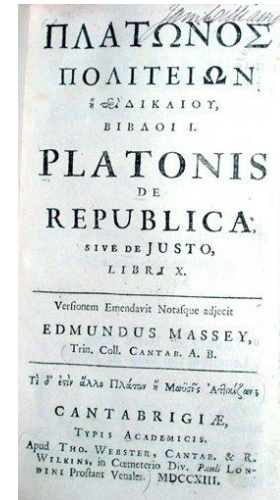 ΠΛΑΤΩΝΟΣ
ΠΟΛΙΤΕΙΩΝ
ἢ ΔΙΚΑΙΟΥ,
ΒΙΒΛΟΙ Ι.
PLATONIS
DE
REPUBLICA;
SIVE DE JUSTO,
LIBRI X.
Versionem Emendavit Notasque adjecit
EDMUNDUS MASSEY,
Trin. Coll. CANTAB. A. B.
Τί δ' ἐστὶν ἄλλο Πλάτων ἢ Μωϋσῆς Ἀττικίζων;
CANTABRIGIÆ,
TYPIS ACADEMICIS.
Apud THO. WEBSTER, CANTAB. & R.
WILKINS, in Cœmeterio Div. Pauli LON-
DINI Prostant Venales. MDCCXIII.